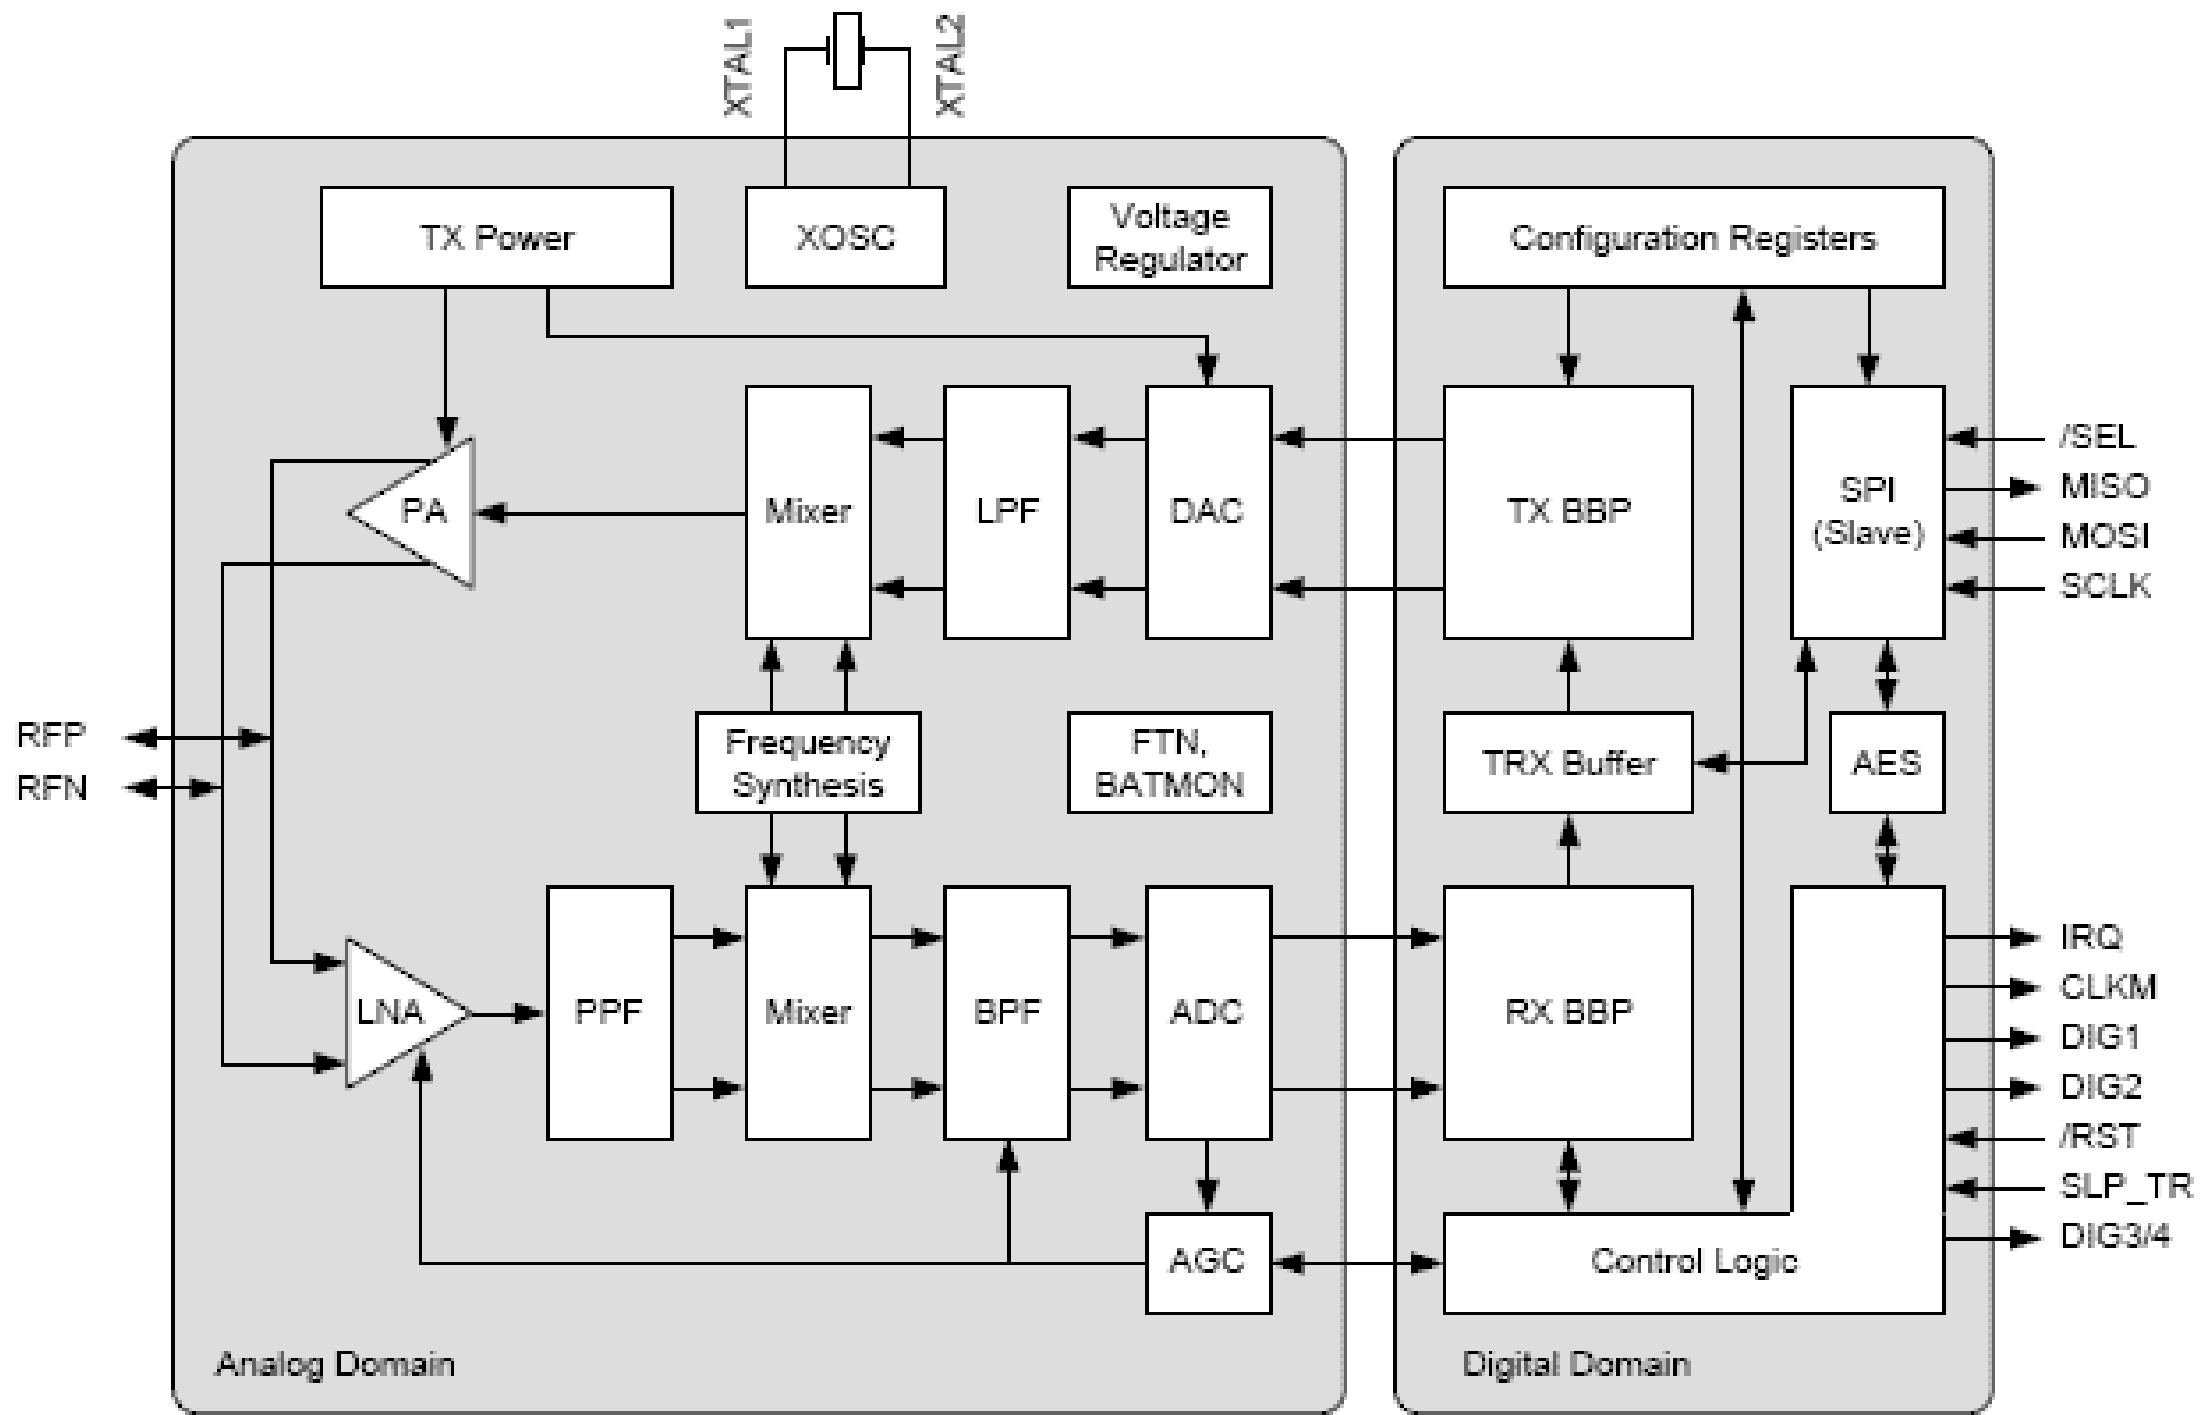 XTAL1
XTAL2
TX Power
XOSC
Voltage
Regulator
Configuration Registers
PA
Mixer
LPF
DAC
TX BBP
SPI
(Slave)
/SEL
MISO
MOSI
SCLK
RFP
RFN
Frequency
Synthesis
FTN,
BATMON
TRX Buffer
AES
LNA
PPF
Mixer
BPF
ADC
RX BBP
IRQ
CLKM
DIG1
DIG2
/RST
SLP_TR
DIG3/4
AGC
Control Logic
Analog Domain
Digital Domain